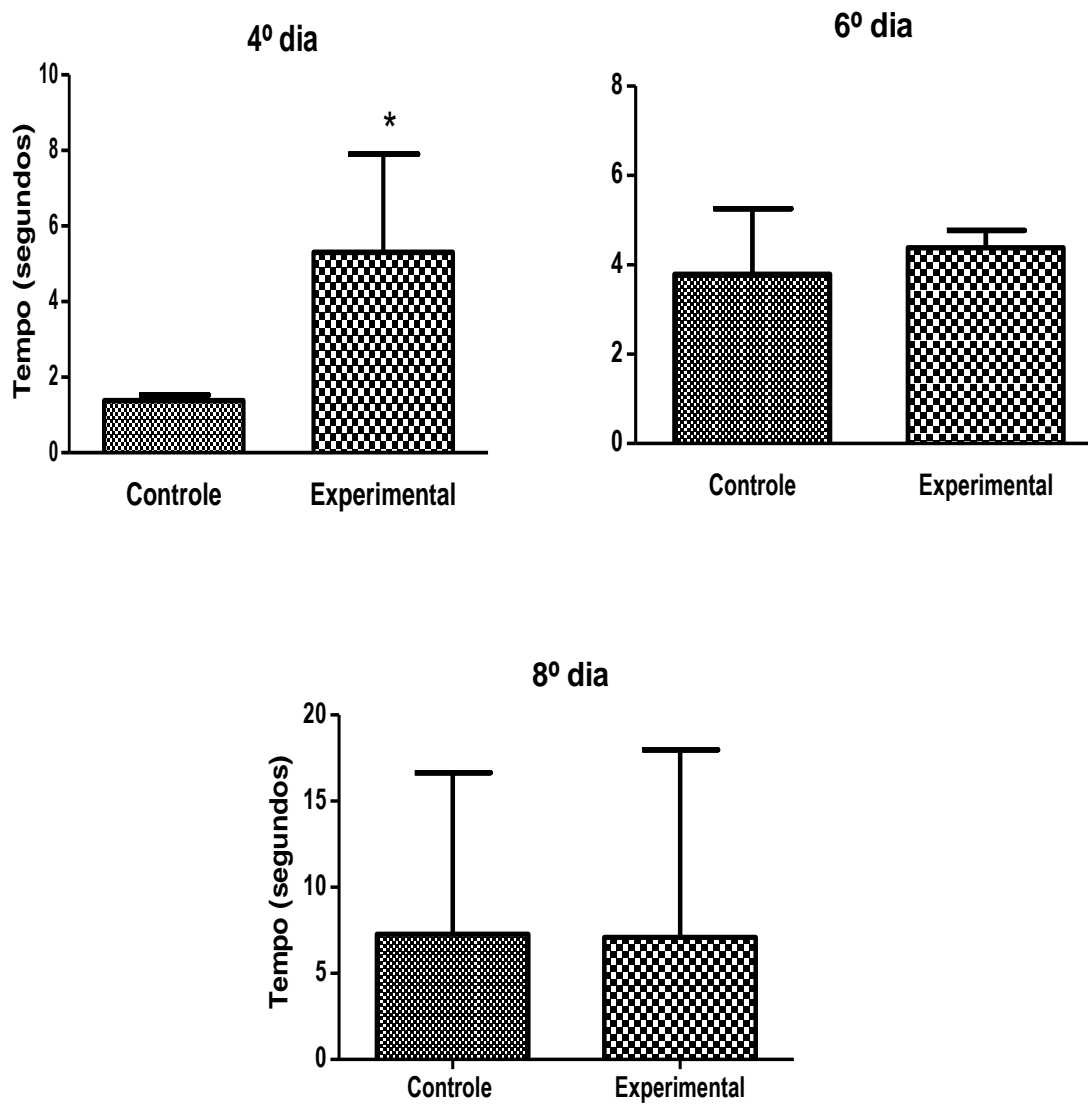 4º dia
Tempo (segundos)
10
8
6
4
2
0
*
Controle
Experimental
6º dia
8
6
4
2
0
Controle
Experimental
8º dia
Tempo (segundos)
20
15
10
5
0
Controle
Experimental